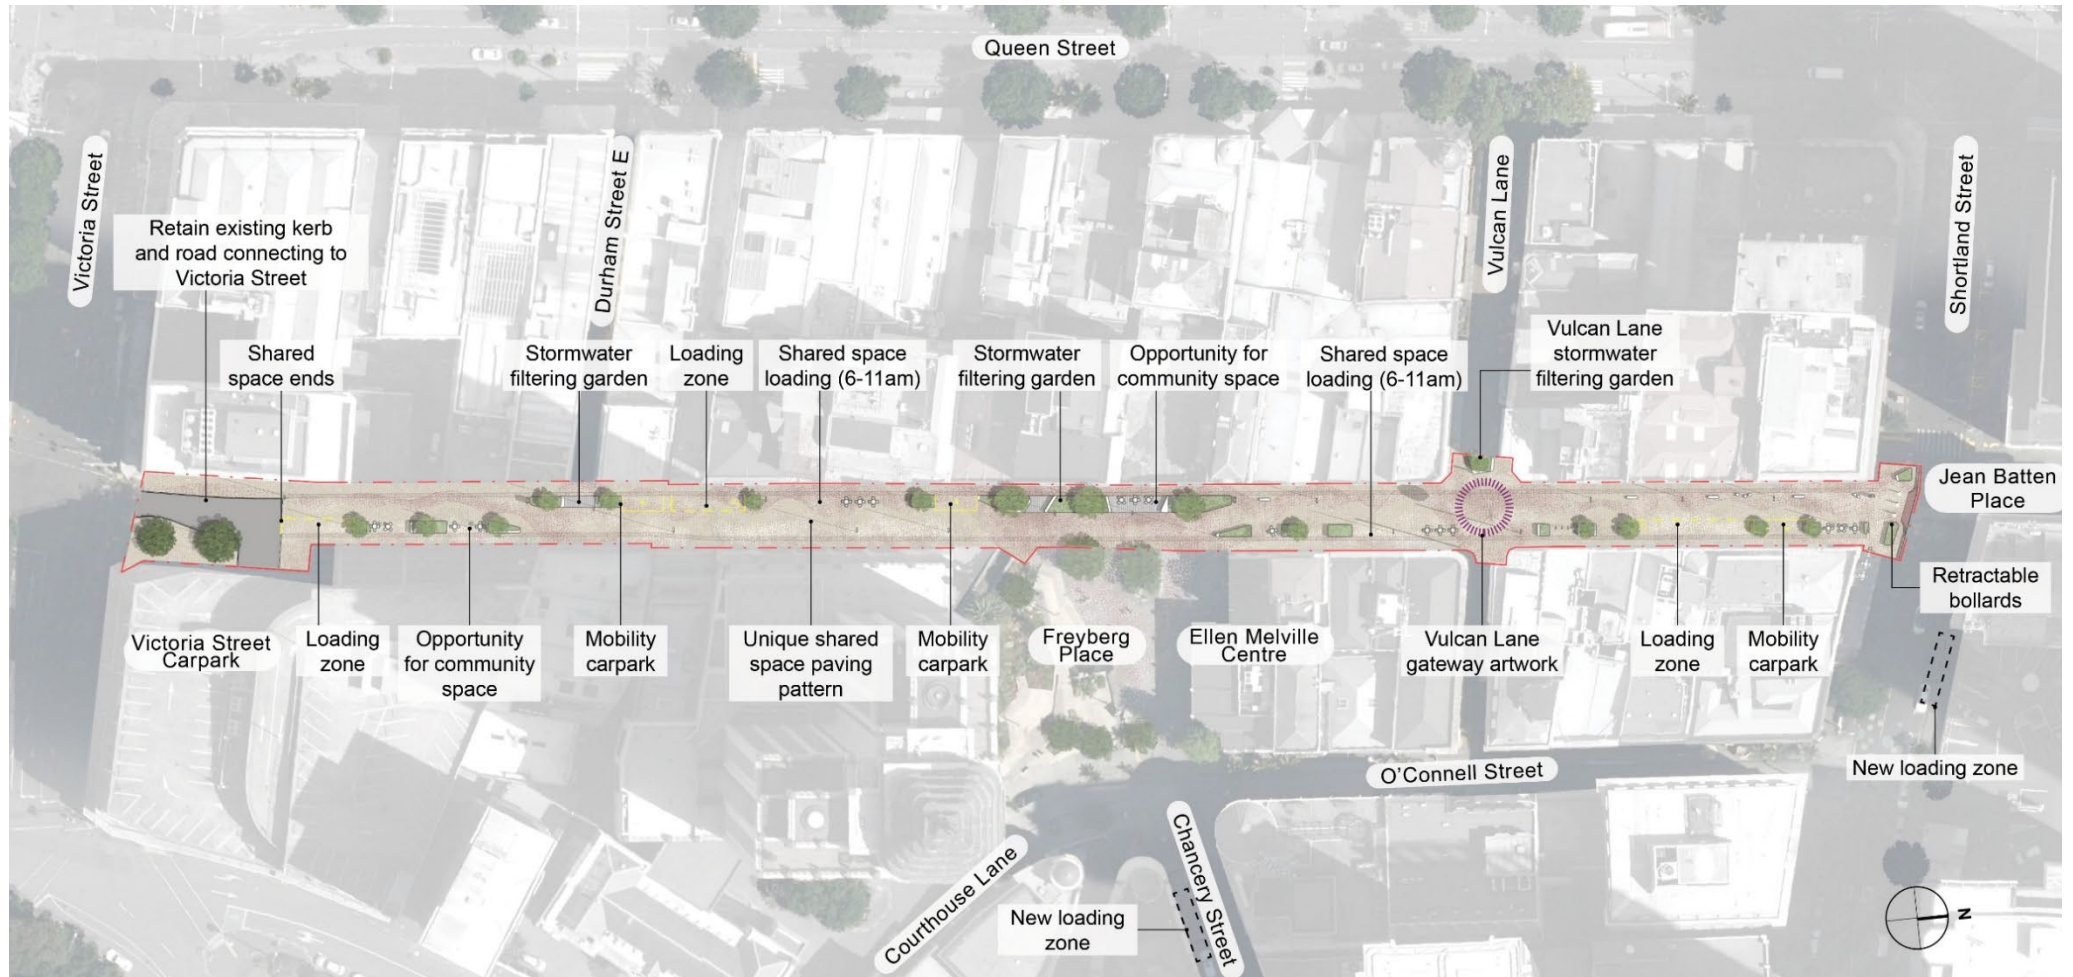 Queen Street
Victoria Street
Durham Street E
Vulcan Lane
Shortland Street
Retain existing kerb
and road connecting to
Victoria Street
Shared
space ends
Stormwater
filtering garden
Loading
zone
Shared space
loading (6-11am)
Stormwater
filtering garden
Opportunity for
community space
Shared space
loading (6-11am)
Vulcan Lane
stormwater
filtering garden
Jean Batten
Place
Retractable
bollards
Victoria Street
Carpark
Loading
zone
Opportunity
for community
space
Mobility
carpark
Unique shared
space paving
pattern
Mobility
carpark
Freyberg
Place
Ellen Melville
Centre
Vulcan Lane
gateway artwork
Loading
zone
Mobility
carpark
New loading zone
O'Connell Street
Courthouse Lane
Chancery Street
New loading
zone
N